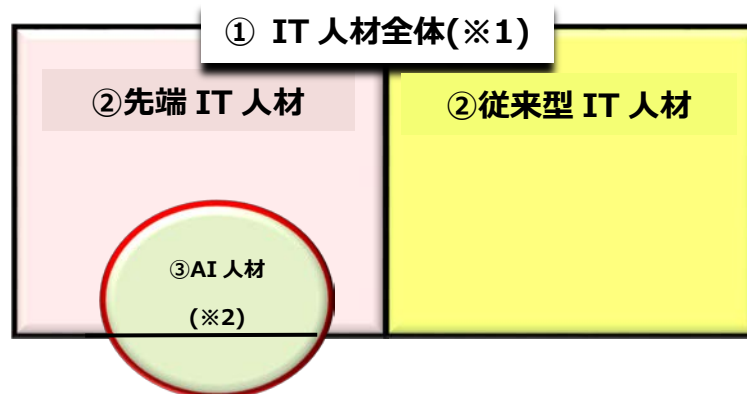 ① IT 人材全体(※1)
②先端 IT 人材
②従来型 IT 人材
③AI 人材
(※2)